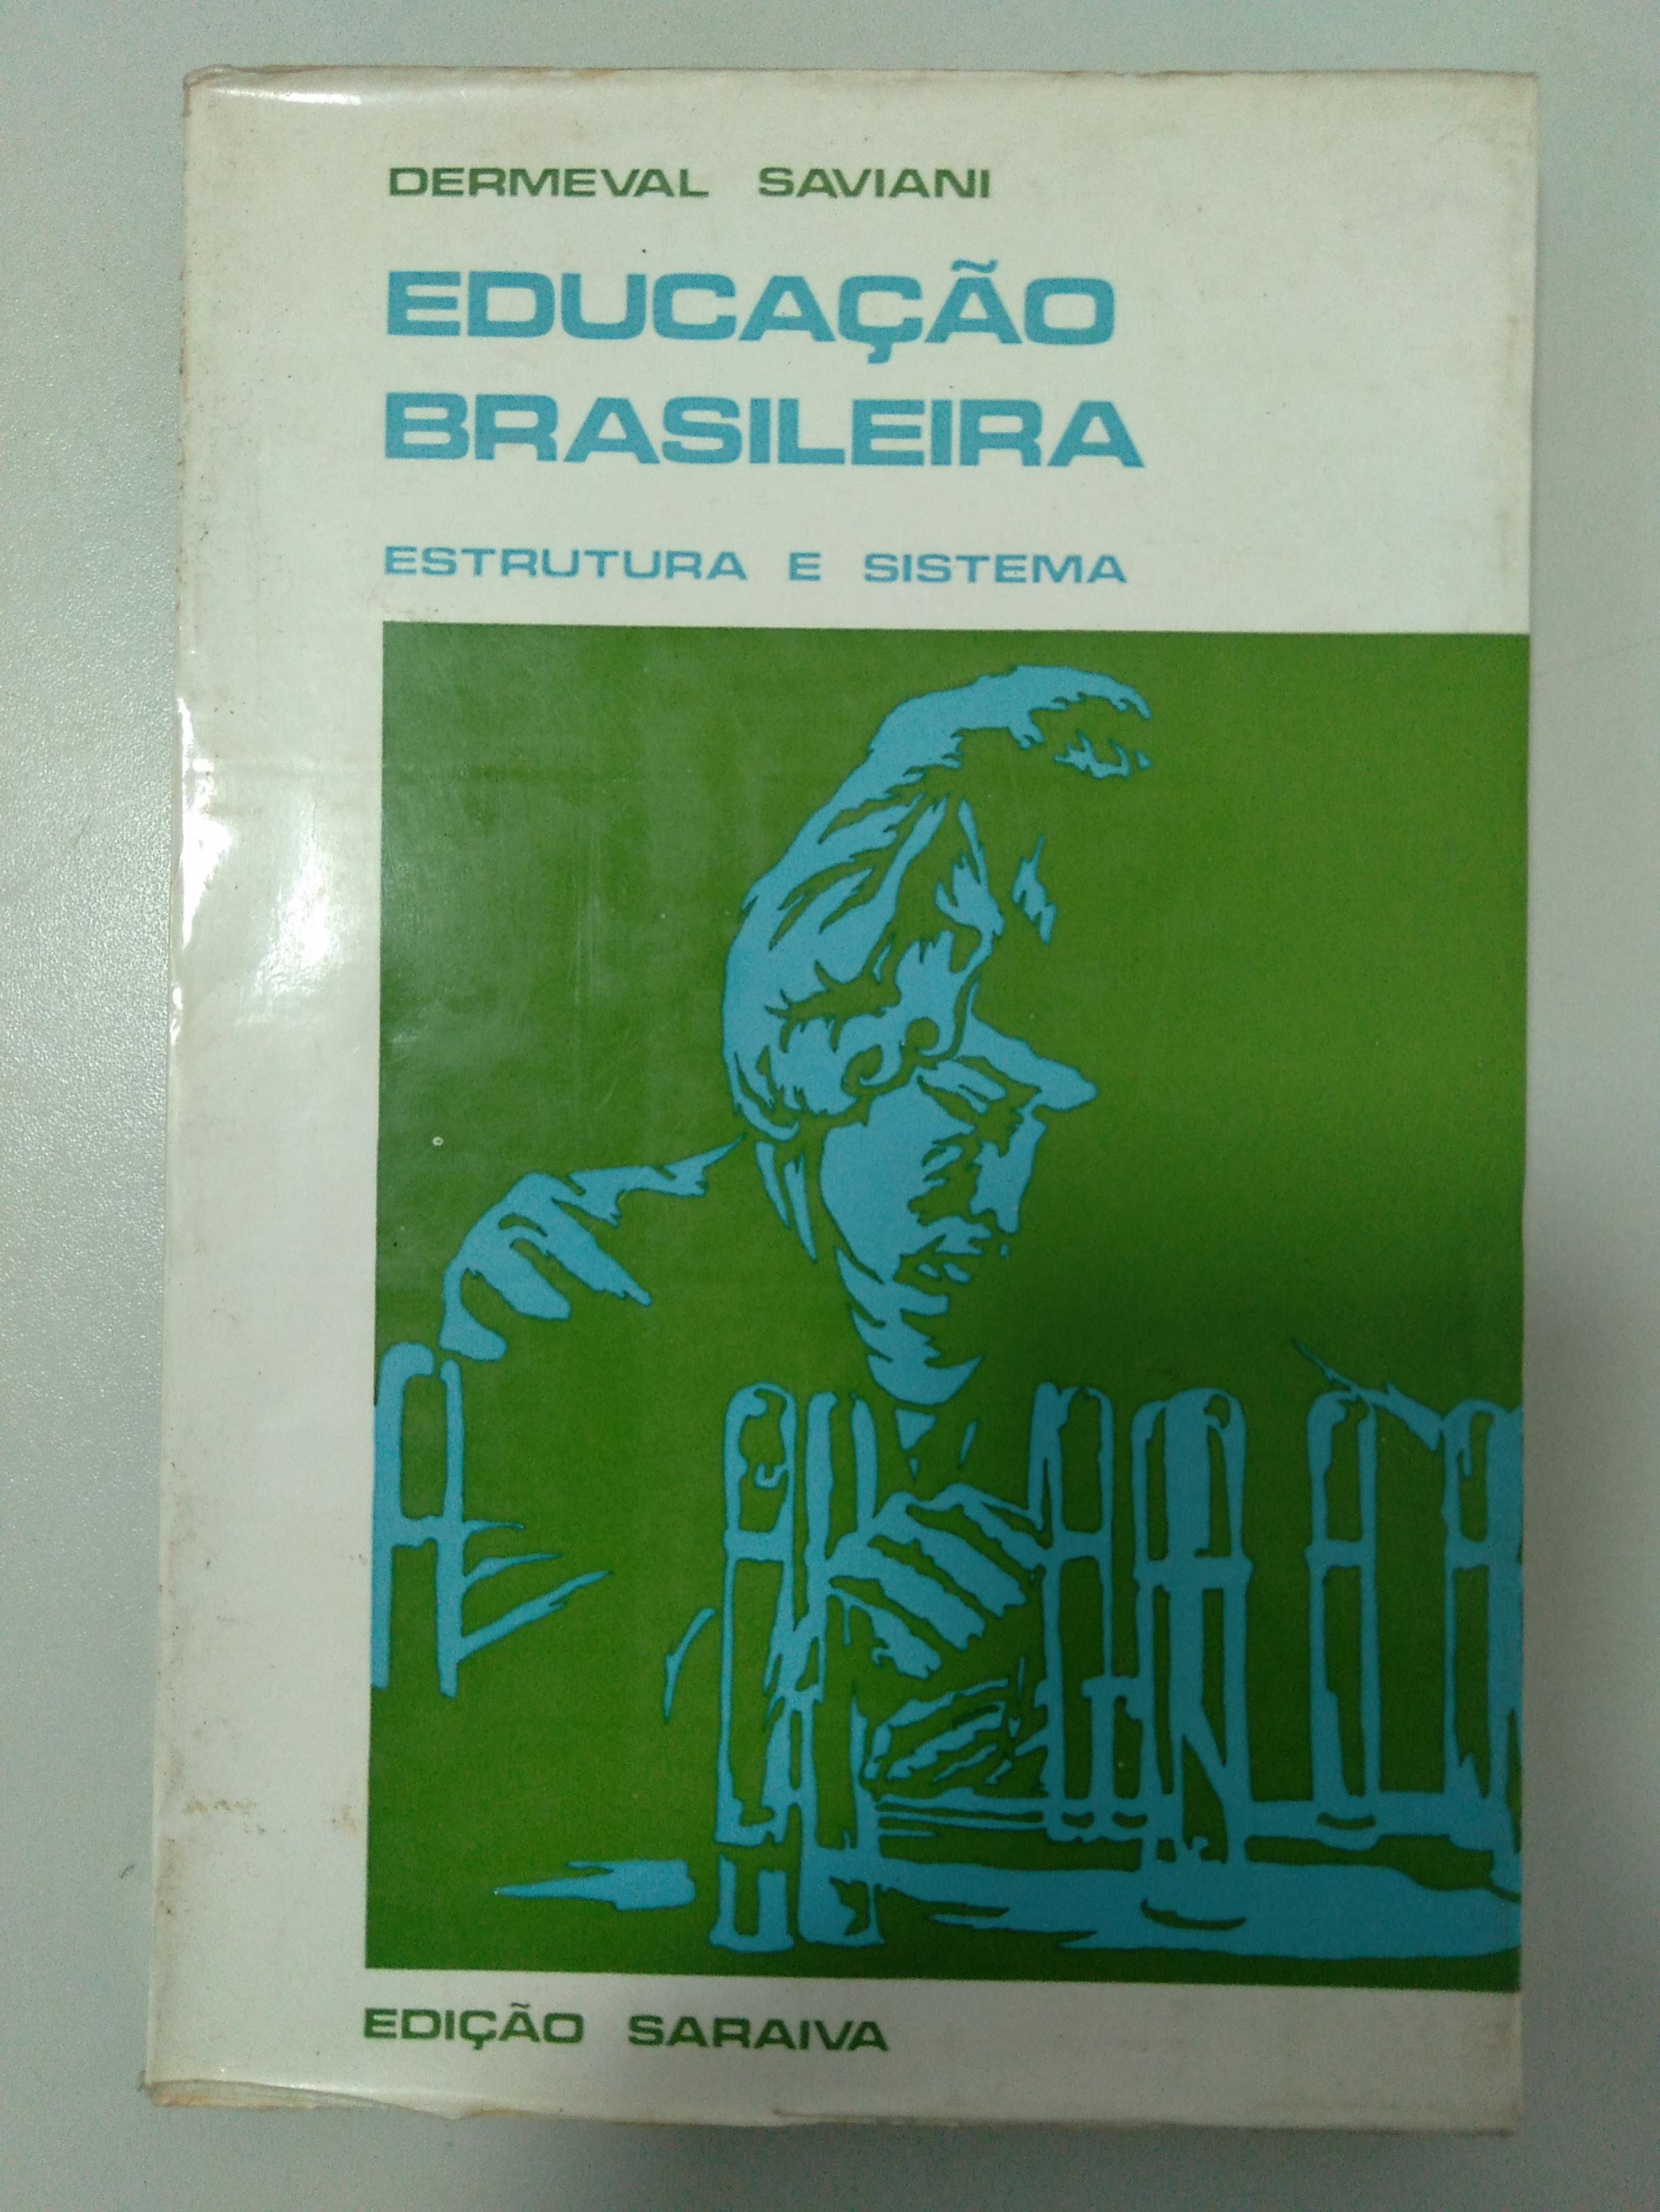 DERMEVAL SAVIANI
EDUCAÇÃO
BRASILEIRA
ESTRUTURA E SISTEMA
EDIÇÃO SARAIVA